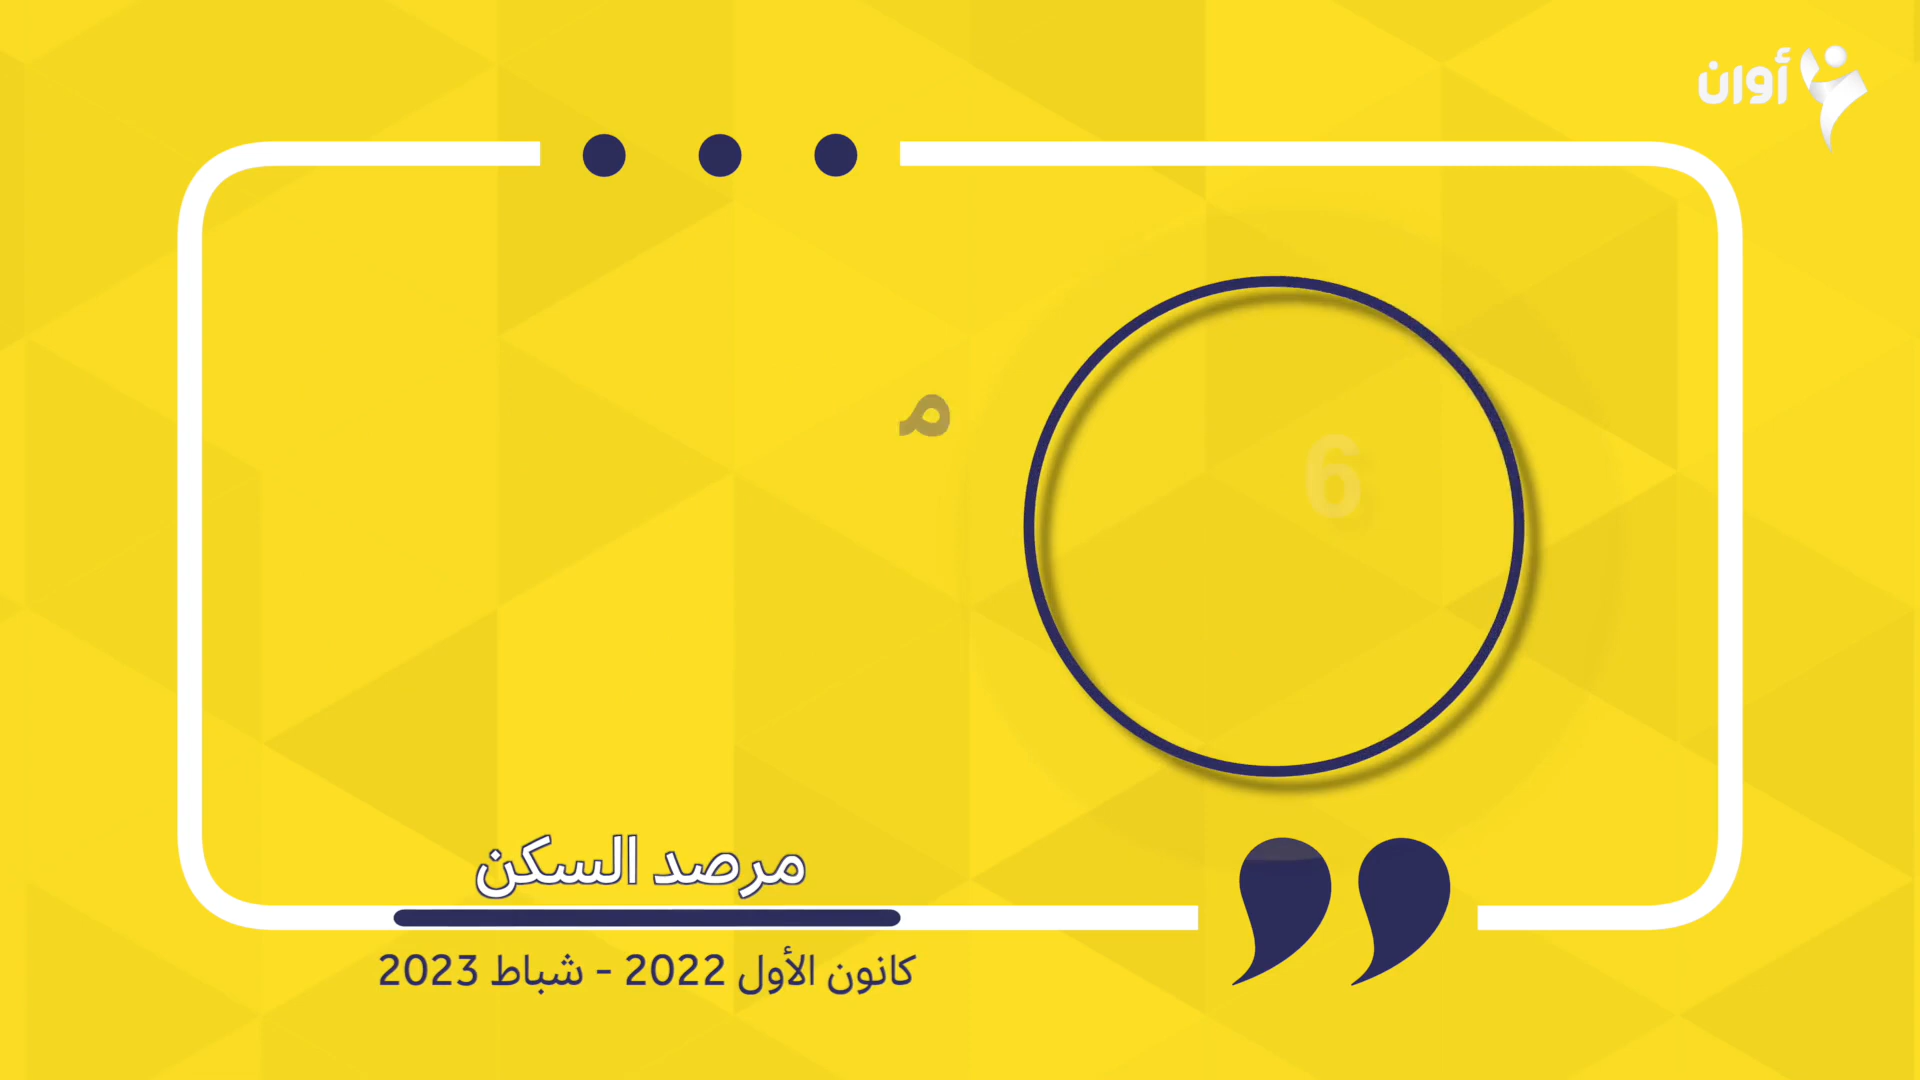 أوان
م
6
مرصد السكن
كانون الأول 2022 - شباط 2023